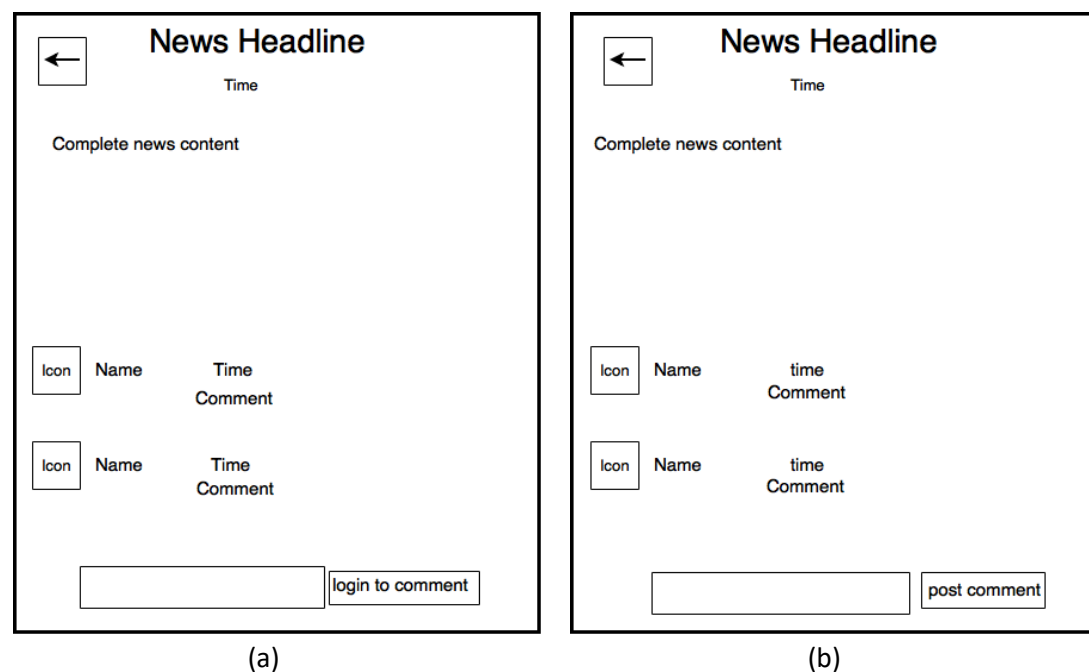 News Headline
Time
Complete news content
Icon Name Time
Comment
Icon Name Time
Comment
login to comment
(a)
News Headline
Time
Complete news content
Icon Name time
Comment
Icon Name time
Comment
post comment
(b)